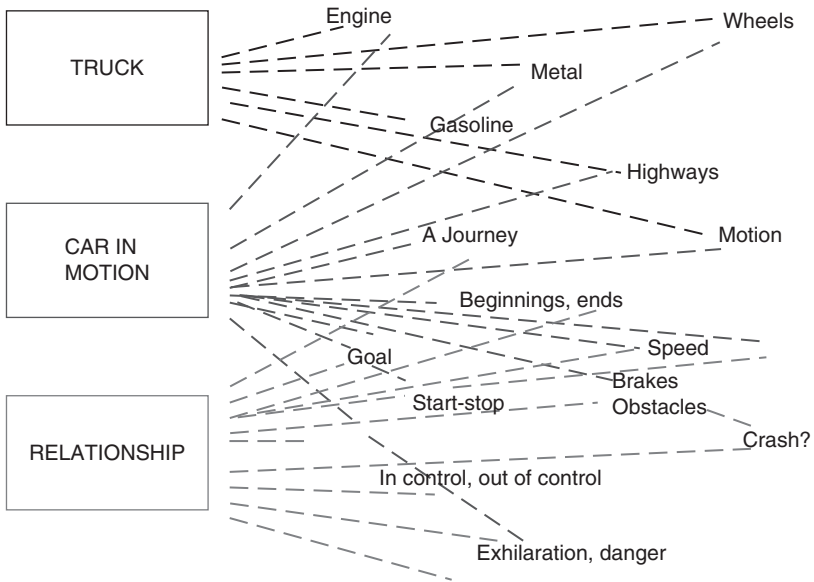 Engine
Wheels
TRUCK
Metal
Gasoline
Highways
CAR IN
MOTION
A Journey
Motion
Beginnings, ends
Goal
Speed
Brakes
Start-stop
Obstacles
RELATIONSHIP
Crash?
In control, out of control
Exhilaration, danger